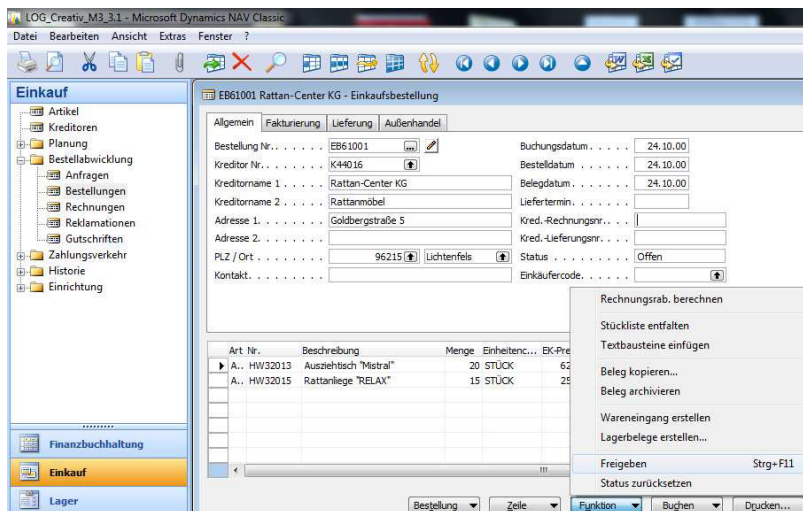 LOG_Creativ_M3_3.1 - Microsoft Dynamics NAV Classic
Datei Bearbeiten Ansicht Extras Fenster ?
Einkauf
Artikel
Kreditoren
Planung
Bestellabwicklung
Anfragen
Bestellungen
Rechnungen
Reklamationen
Gutschriften
Zahlungsverkehr
Historie
Einrichtung
Finanzbuchhaltung
Einkauf
Lager
EB61001 Rattan-Center KG - Einkaufsbestellung
Allgemein Fakturierung Lieferung Außenhandel
Bestellung Nr. . . . . . . EB61001 ... Buchungsdatum . . . . . 24.10.00
Kreditor Nr. . . . . . . . K44016 Bestelldatum . . . . . . 24.10.00
Kreditorname 1 . . . . . . Rattan-Center KG Belegdatum . . . . . . . 24.10.00
Kreditorname 2 . . . . . . Rattanmöbel Liefertermin . . . . . .
Adresse 1. . . . . . . . . Goldbergstraße 5 Kred.-Rechnungsnr. . . .
Adresse 2. . . . . . . . . Kred.-Lieferungsnr. . . .
PLZ / Ort . . . . . . . . 96215 Lichtenfels Status . . . . . . . . . Offen
Kontakt. . . . . . . . . . Einkäufercode. . . . . .
Art Nr. Beschreibung Menge Einheitenc... EK-Pre
A.. HW32013 Ausziehtisch "Mistral" 20 STÜCK 62
A.. HW32015 Rattanliege "RELAX" 15 STÜCK 25
Rechnungsrab. berechnen
Stückliste entfalten
Textbausteine einfügen
Beleg kopieren...
Beleg archivieren
Wareneingang erstellen
Lagerbelege erstellen...
Freigeben Strg+F11
Status zurücksetzen
Bestellung Zeile Funktion Buchen Drucken...